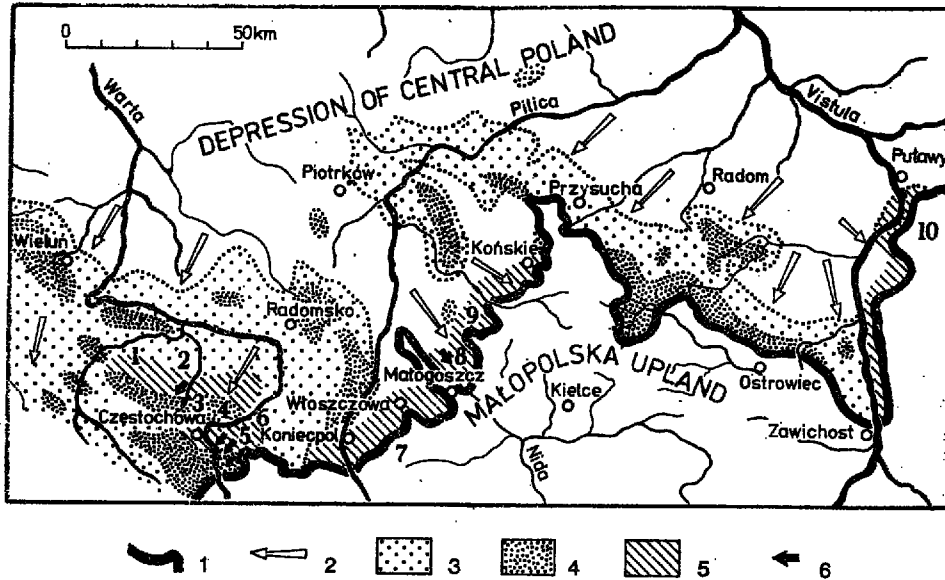 0 50km
DEPRESSION OF CENTRAL POLAND
Warta
Pilica
Vistula
Puławy
Piotrków
Przysucha
Radom
10
Wieluń
Końskie
Radomsko
9
1 2
8
Małogoszcz
MAŁOPOLSKA UPLAND
3 4
Częstochowa
5 6
Koniecpol
Włoszczowa
Kielce
Ostrowiec
7
Zawichost
Nida
1 2 3 4 5 6